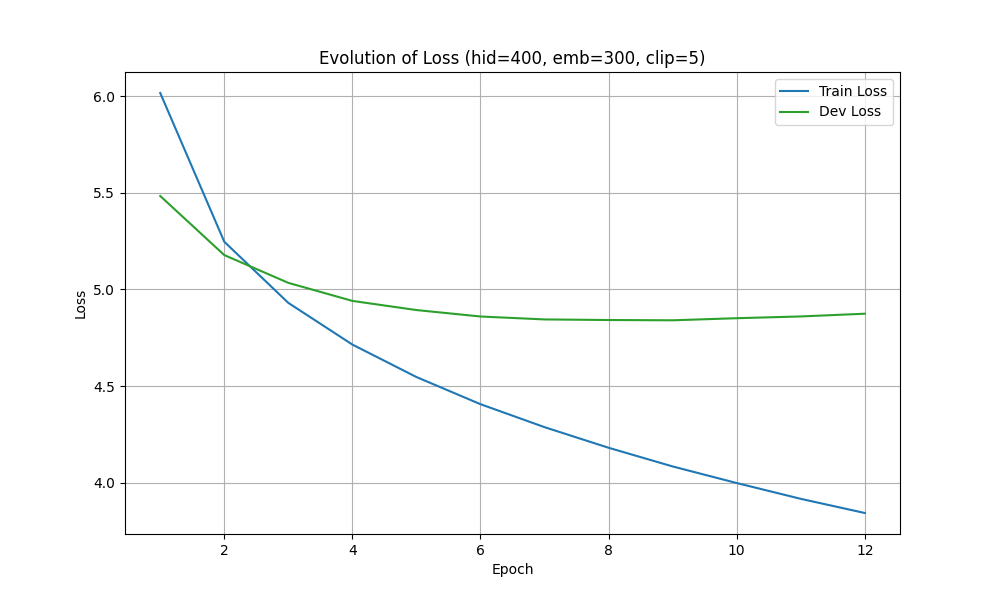 Evolution of Loss (hid=400, emb=300, clip=5)
Train Loss
Dev Loss
6.0
5.5
5.0
4.5
4.0
Loss
2 4 6 8 10 12
Epoch